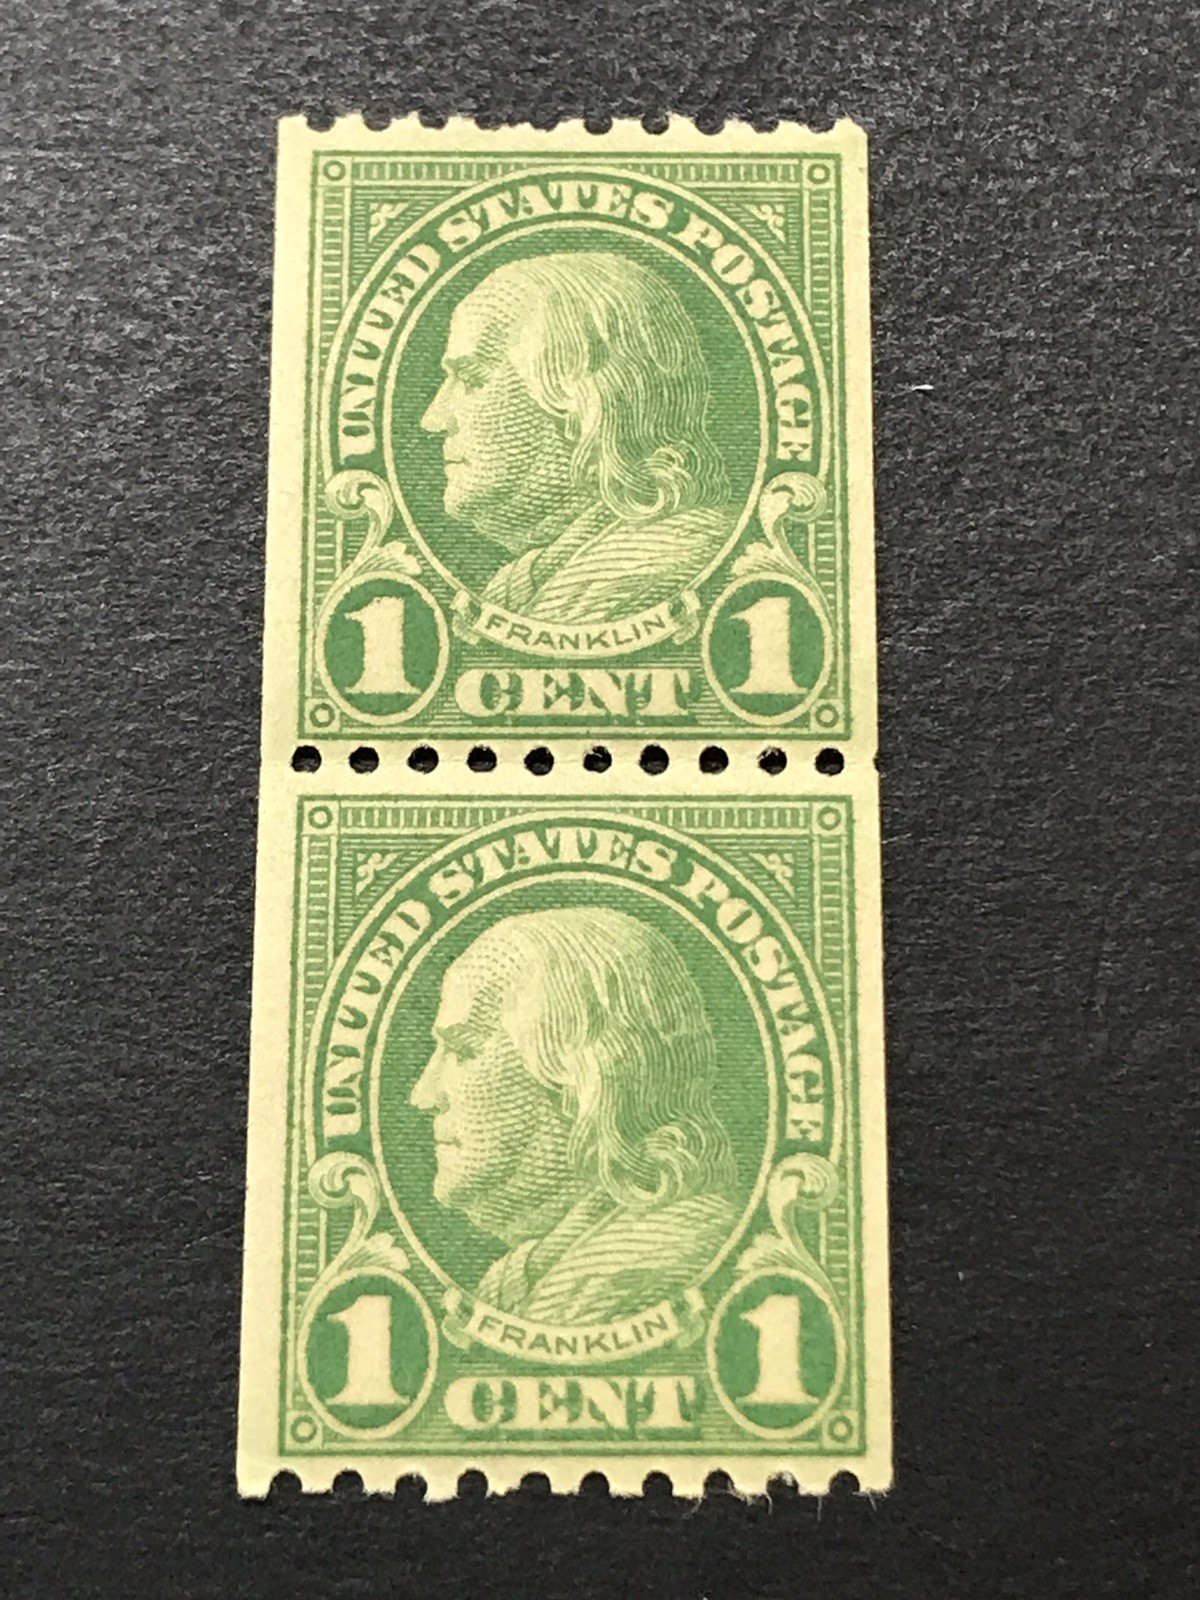 UNITED STATES POSTAGE
FRANKLIN
1 CENT 1
UNITED STATES POSTAGE
FRANKLIN
1 CENT 1